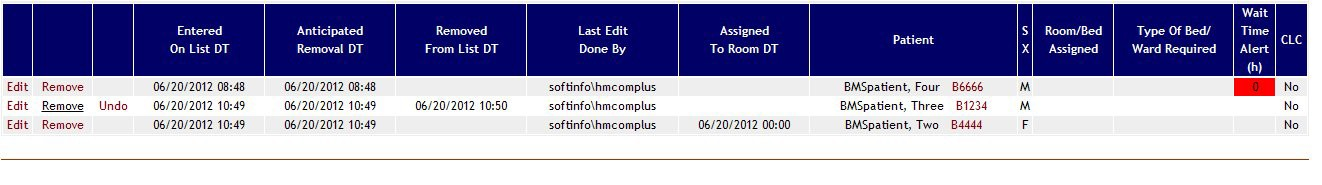 Entered On List DT Anticipated Removal DT Removed From List DT Last Edit Done By Assigned To Room DT Patient S X Room/Bed Assigned Type Of Bed/ Ward Required Wait Time Alert (h) CLC
Edit Remove 06/20/2012 08:48 06/20/2012 08:48 softinfo\hmcomplus BMSpatient, Four B6666 M 0 No
Edit Remove Undo 06/20/2012 10:49 06/20/2012 10:49 06/20/2012 10:50 softinfo\hmcomplus BMSpatient, Three B1234 M No
Edit Remove 06/20/2012 10:49 06/20/2012 10:49 softinfo\hmcomplus 06/20/2012 00:00 BMSpatient, Two B4444 F No